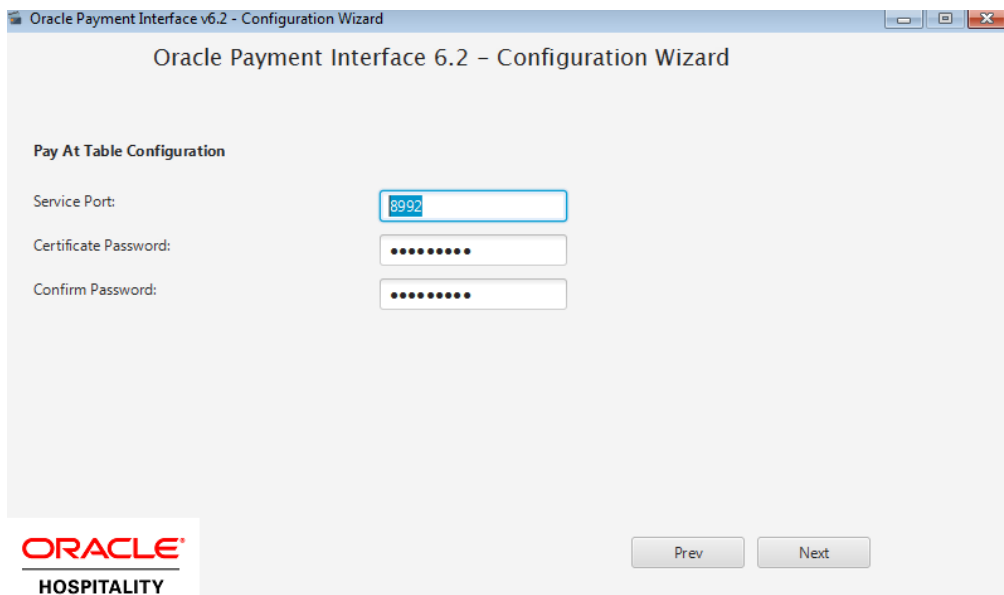 Oracle Payment Interface v6.2 - Configuration Wizard
Oracle Payment Interface 6.2 – Configuration Wizard
Pay At Table Configuration
Service Port: 8992
Certificate Password: •••••••••
Confirm Password: •••••••••
ORACLE®
HOSPITALITY
Prev Next